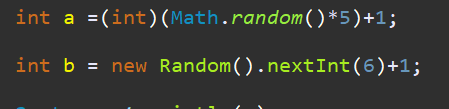 int a =(int)(Math.random()*5)+1;
int b = new Random().nextInt(6)+1;